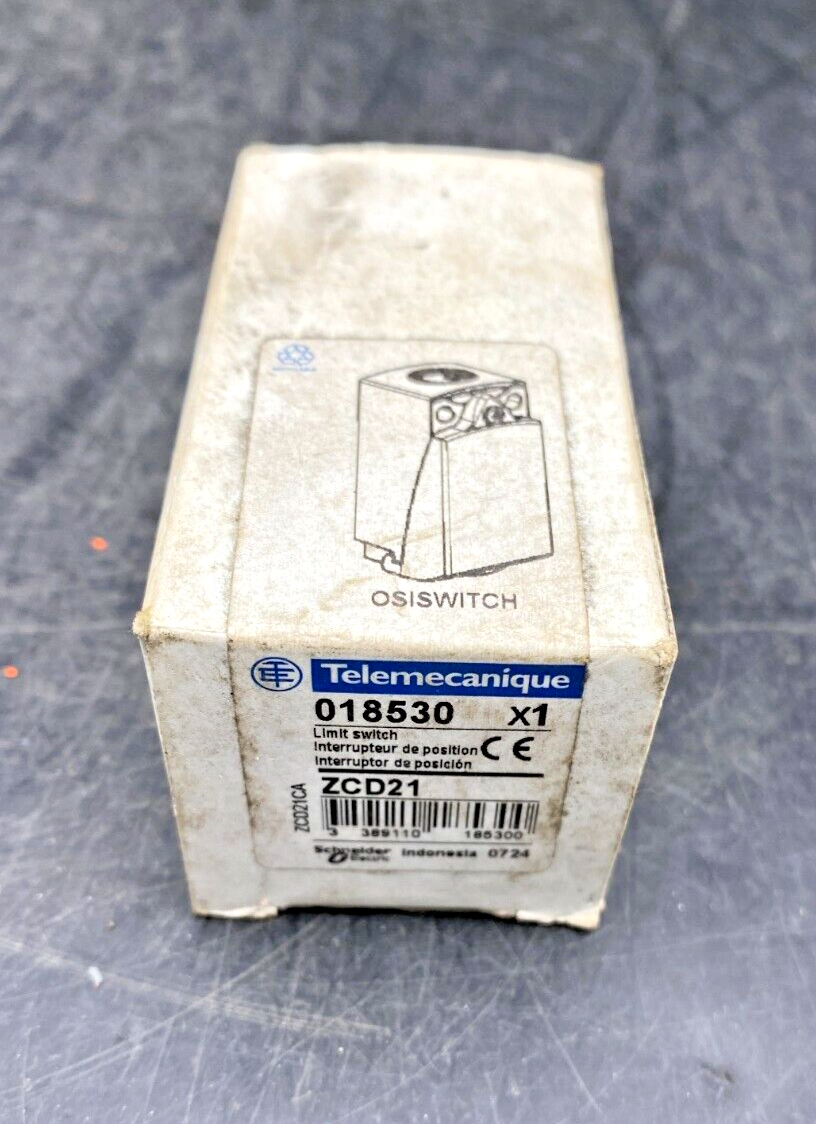 OSISWITCH
Telemecanique
018530 x1
Limit switch
Interrupteur de position CE
Interruptor de posición
ZCD21
ZCD21CA
3 389110 185300
Schneider Electric Indonesia 0724